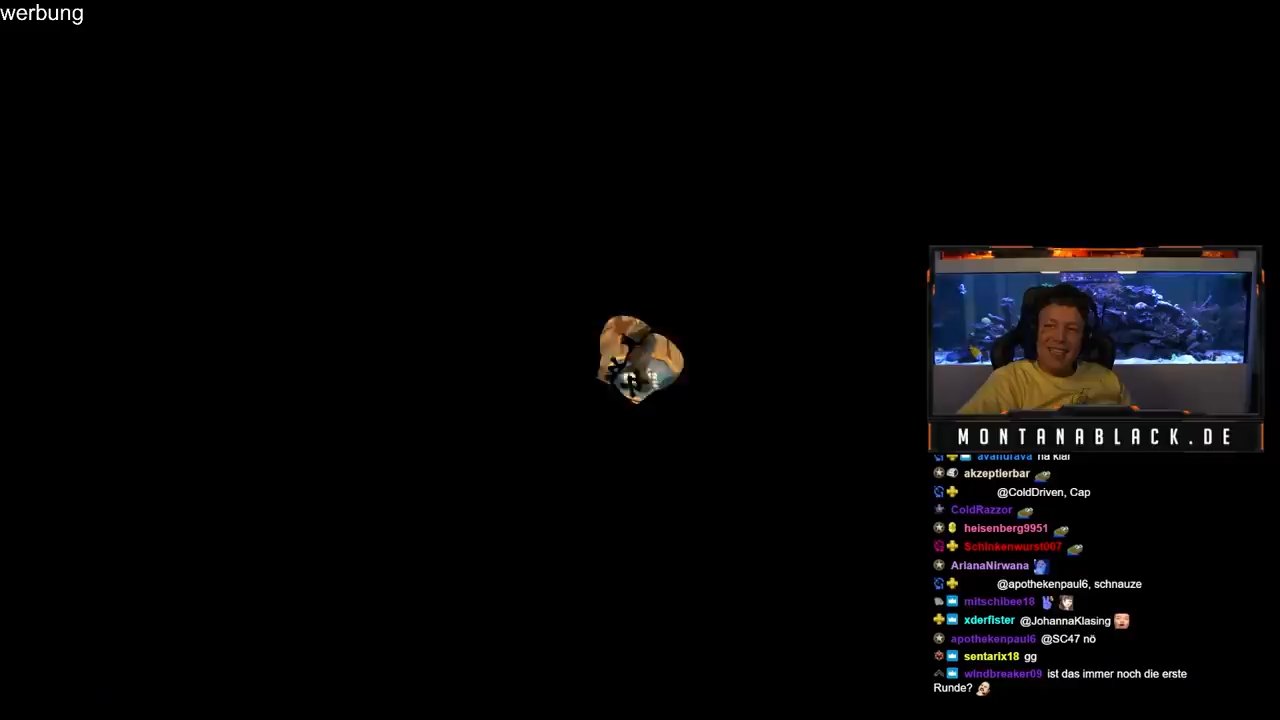 werbung
MONTANABLACK.DE
avandrava na klar
akzeptierbar
@ColdDriven, Cap
ColdRazzor
heisenberg9951
Schinkenwurst007
ArianaNirwana
@apothekenpaul6, schnauze
mitschibee18
xderfister @JohannaKlasing
apothekenpaul6 @SC47 nö
sentarix18 gg
windbreaker09 ist das immer noch die erste
Runde?